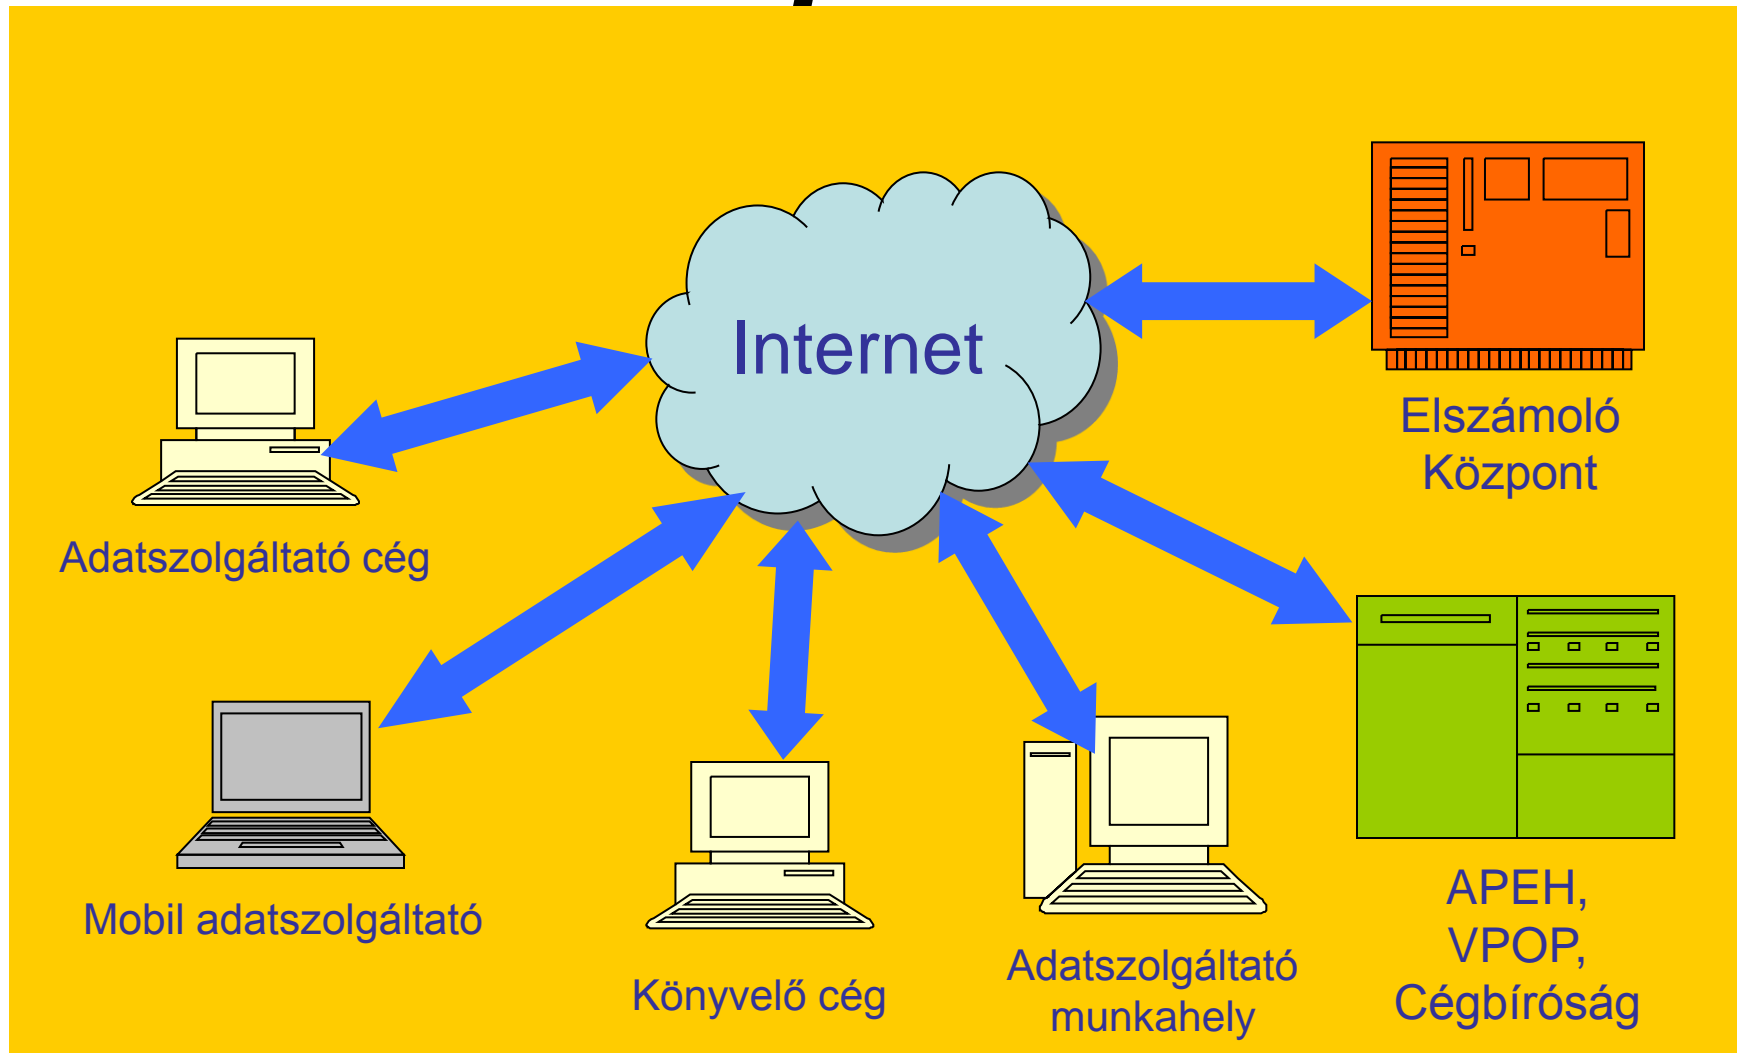 Internet
Elszámoló
Központ
Adatszolgáltató cég
Mobil adatszolgáltató
Könyvelő cég
Adatszolgáltató
munkahely
APEH,
VPOP,
Cégbíróság